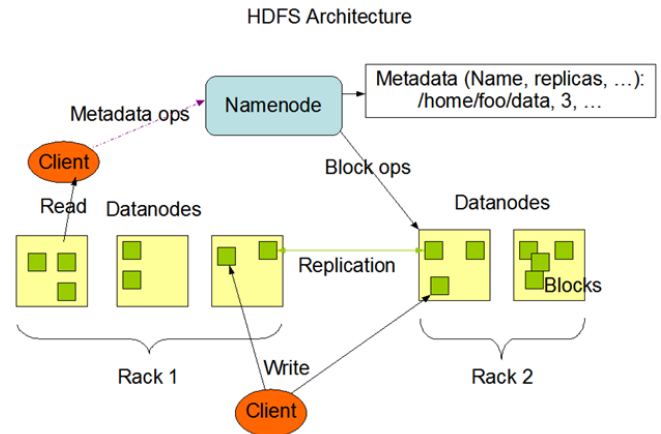 HDFS Architecture
Metadata (Name, replicas, ...):
/home/foo/data, 3, ...
Namenode
Metadata ops
Client
Block ops
Read
Datanodes
Datanodes
Replication
Blocks
Rack 1
Write
Rack 2
Client